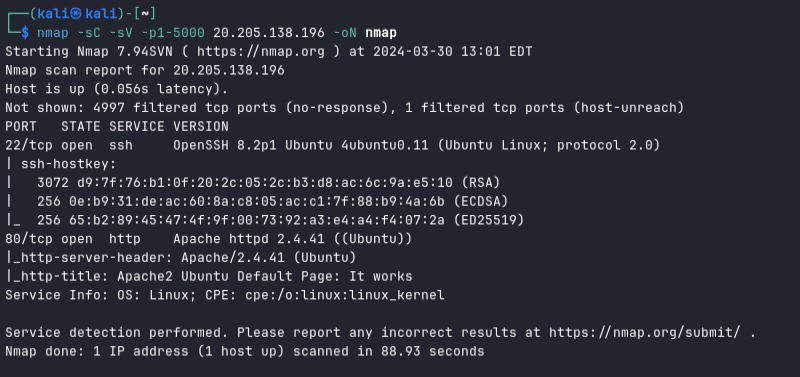 ┌──(kali㉿kali)-[~]
└─$ nmap -sC -sV -p1-5000 20.205.138.196 -oN nmap
Starting Nmap 7.94SVN ( https://nmap.org ) at 2024-03-30 13:01 EDT
Nmap scan report for 20.205.138.196
Host is up (0.056s latency).
Not shown: 4997 filtered tcp ports (no-response), 1 filtered tcp ports (host-unreach)
PORT   STATE SERVICE VERSION
22/tcp open  ssh     OpenSSH 8.2p1 Ubuntu 4ubuntu0.11 (Ubuntu Linux; protocol 2.0)
| ssh-hostkey:
|   3072 d9:7f:76:b1:0f:20:2c:05:2c:b3:d8:ac:6c:9a:e5:10 (RSA)
|   256 0e:b9:31:de:ac:60:8a:c8:05:ac:c1:7f:88:b9:4a:6b (ECDSA)
|_  256 65:b2:89:45:47:4f:9f:00:73:92:a3:e4:a4:f4:07:2a (ED25519)
80/tcp open  http    Apache httpd 2.4.41 ((Ubuntu))
|_http-server-header: Apache/2.4.41 (Ubuntu)
|_http-title: Apache2 Ubuntu Default Page: It works
Service Info: OS: Linux; CPE: cpe:/o:linux:linux_kernel

Service detection performed. Please report any incorrect results at https://nmap.org/submit/ .
Nmap done: 1 IP address (1 host up) scanned in 88.93 seconds